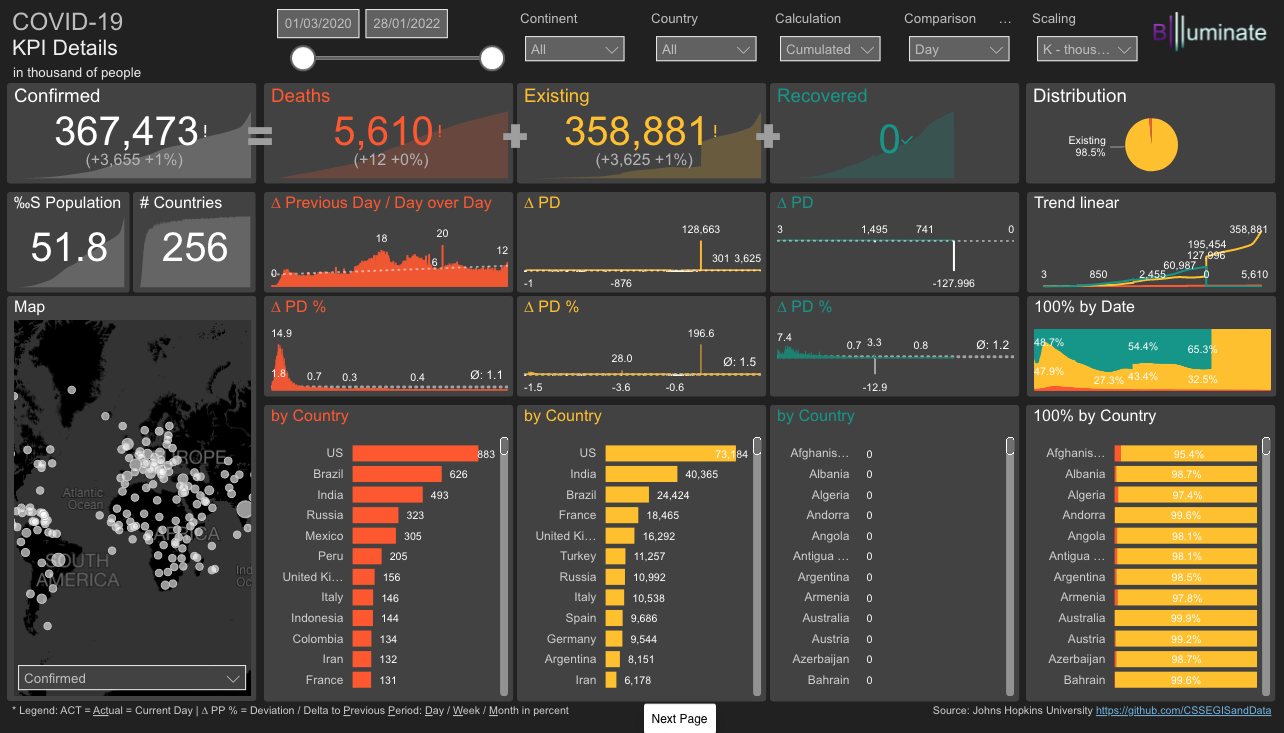 COVID-19
KPI Details
in thousand of people
01/03/2020
28/01/2022
Continent
All
Country
All
Calculation
Cumulated
Comparison
Day
...
Scaling
K - thous...
Billuminate
Confirmed
367,473 !
(+3,655 +1%)
=
Deaths
5,610 !
(+12 +0%)
+
Existing
358,881 !
(+3,625 +1%)
+
Recovered
0
Distribution
Existing
98.5%
‰S Population
51.8
# Countries
256
Δ Previous Day / Day over Day
0
18
6
20
12
Δ PD
128,663
301 3,625
-1
-876
Δ PD
3
1,495
741
0
-127.996
Trend linear
358,881
195,454
127,996
60,987
3
850
2,455
0
5,610
Map
Atlantic
Ocean
EUROPE
AFRICA
SOUTH
AMERICA
Ind
Oc
Confirmed
Δ PD %
14.9
1.8
0.7
0.3
0.4
Ø: 1.1
Δ PD %
196.6
28.0
Ø: 1.5
-1.5
-3.6
-0.6
Δ PD %
7.4
0.7
3.3
0.8
Ø: 1.2
-12.9
100% by Date
48.7%
54.4%
65.3%
47.9%
27.3%
43.4%
32.5%
by Country
US 883
Brazil 626
India 493
Russia 323
Mexico 305
Peru 205
United Ki... 156
Italy 146
Indonesia 144
Colombia 134
Iran 132
France 131
by Country
US 73,184
India 40,365
Brazil 24,424
France 18,465
United Ki... 16,292
Turkey 11,257
Russia 10,992
Italy 10,538
Spain 9,686
Germany 9,544
Argentina 8,151
Iran 6,178
by Country
Afghanis... 0
Albania 0
Algeria 0
Andorra 0
Angola 0
Antigua ... 0
Argentina 0
Armenia 0
Australia 0
Austria 0
Azerbaijan 0
Bahrain 0
100% by Country
Afghanis... 95.4%
Albania 98.7%
Algeria 97.4%
Andorra 99.6%
Angola 98.1%
Antigua ... 98.1%
Argentina 98.5%
Armenia 97.8%
Australia 99.9%
Austria 99.2%
Azerbaijan 98.7%
Bahrain 99.6%
* Legend: ACT = Actual = Current Day | Δ PP % = Deviation / Delta to Previous Period: Day / Week / Month in percent
Next Page
Source: Johns Hopkins University https://github.com/CSSEGISandData